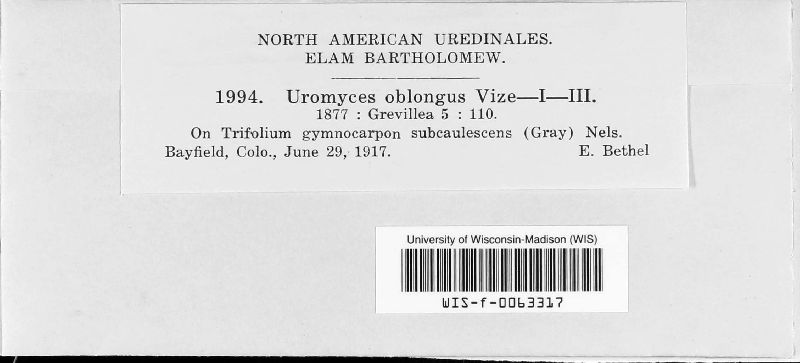 NORTH AMERICAN UREDINALES.
ELAM BARTHOLOMEW.
1994. Uromyces oblongus Vize—I—III.
1877 : Grevillea 5 : 110.
On Trifolium gymnocarpon subcaulescens (Gray) Nels.
Bayfield, Colo., June 29, 1917. E. Bethel
University of Wisconsin-Madison (WIS)
WIS-f-0063317